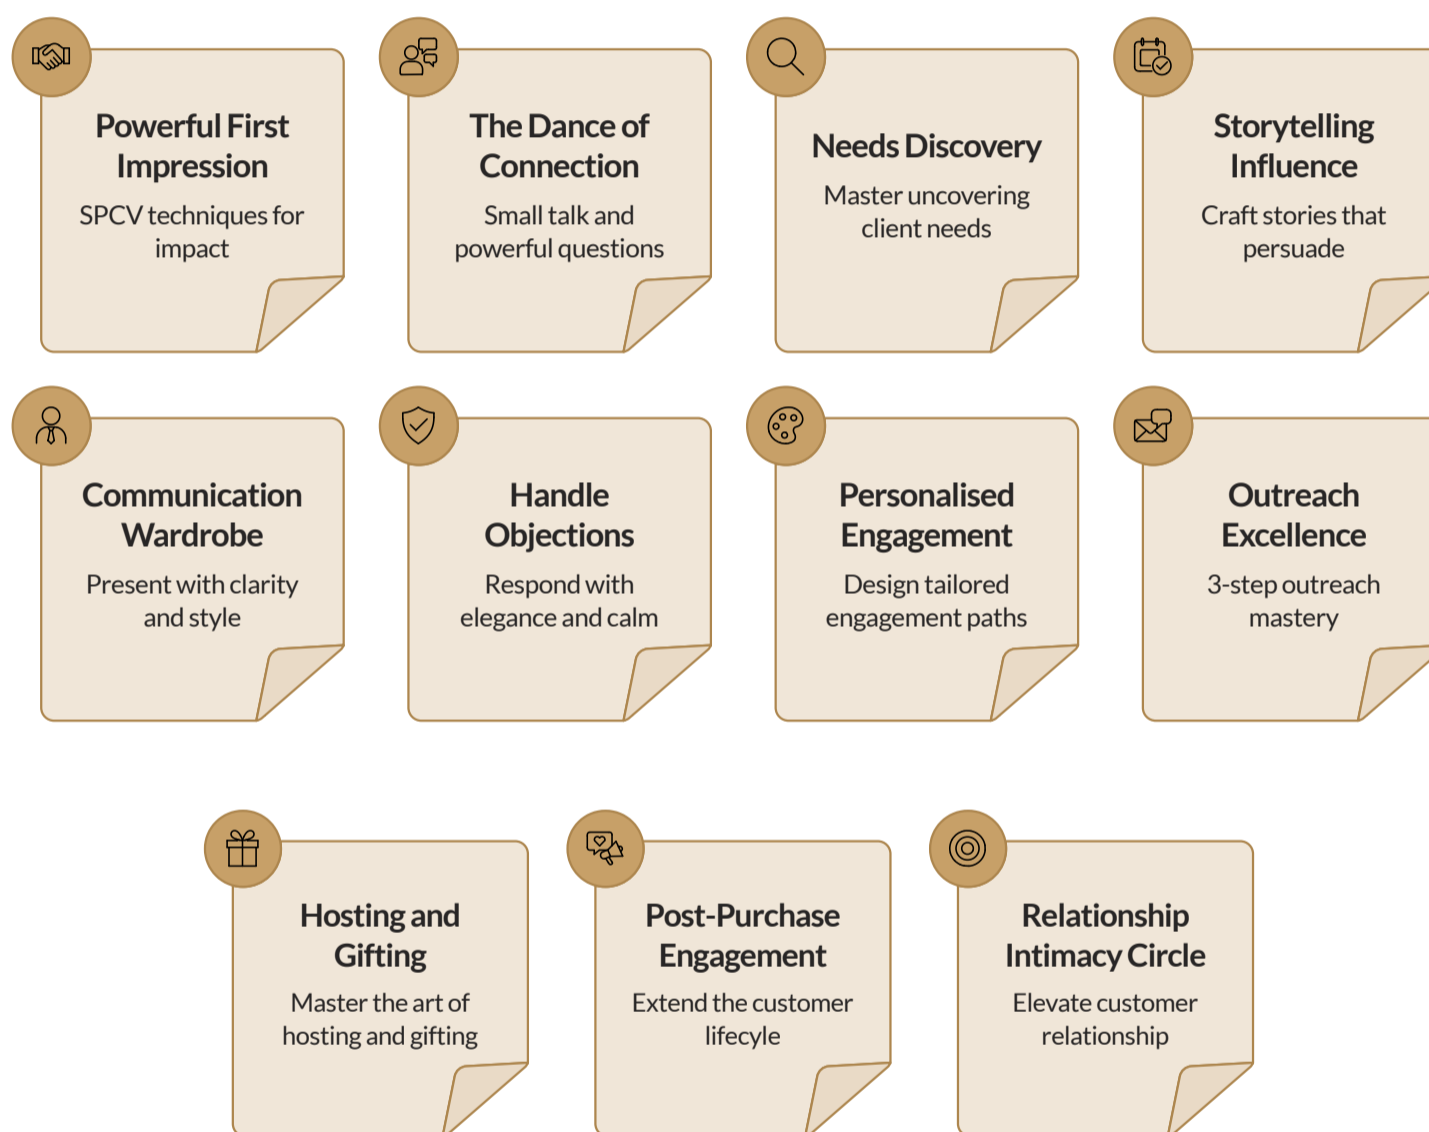 Powerful First
Impression
SPCV techniques for
impact
The Dance of
Connection
Small talk and
powerful questions
Needs Discovery
Master uncovering
client needs
Storytelling
Influence
Craft stories that
persuade
Communication
Wardrobe
Present with clarity
and style
Handle
Objections
Respond with
elegance and calm
Personalised
Engagement
Design tailored
engagement paths
Outreach
Excellence
3-step outreach
mastery
Hosting and
Gifting
Master the art of
hosting and gifting
Post-Purchase
Engagement
Extend the customer
lifecyle
Relationship
Intimacy Circle
Elevate customer
relationship